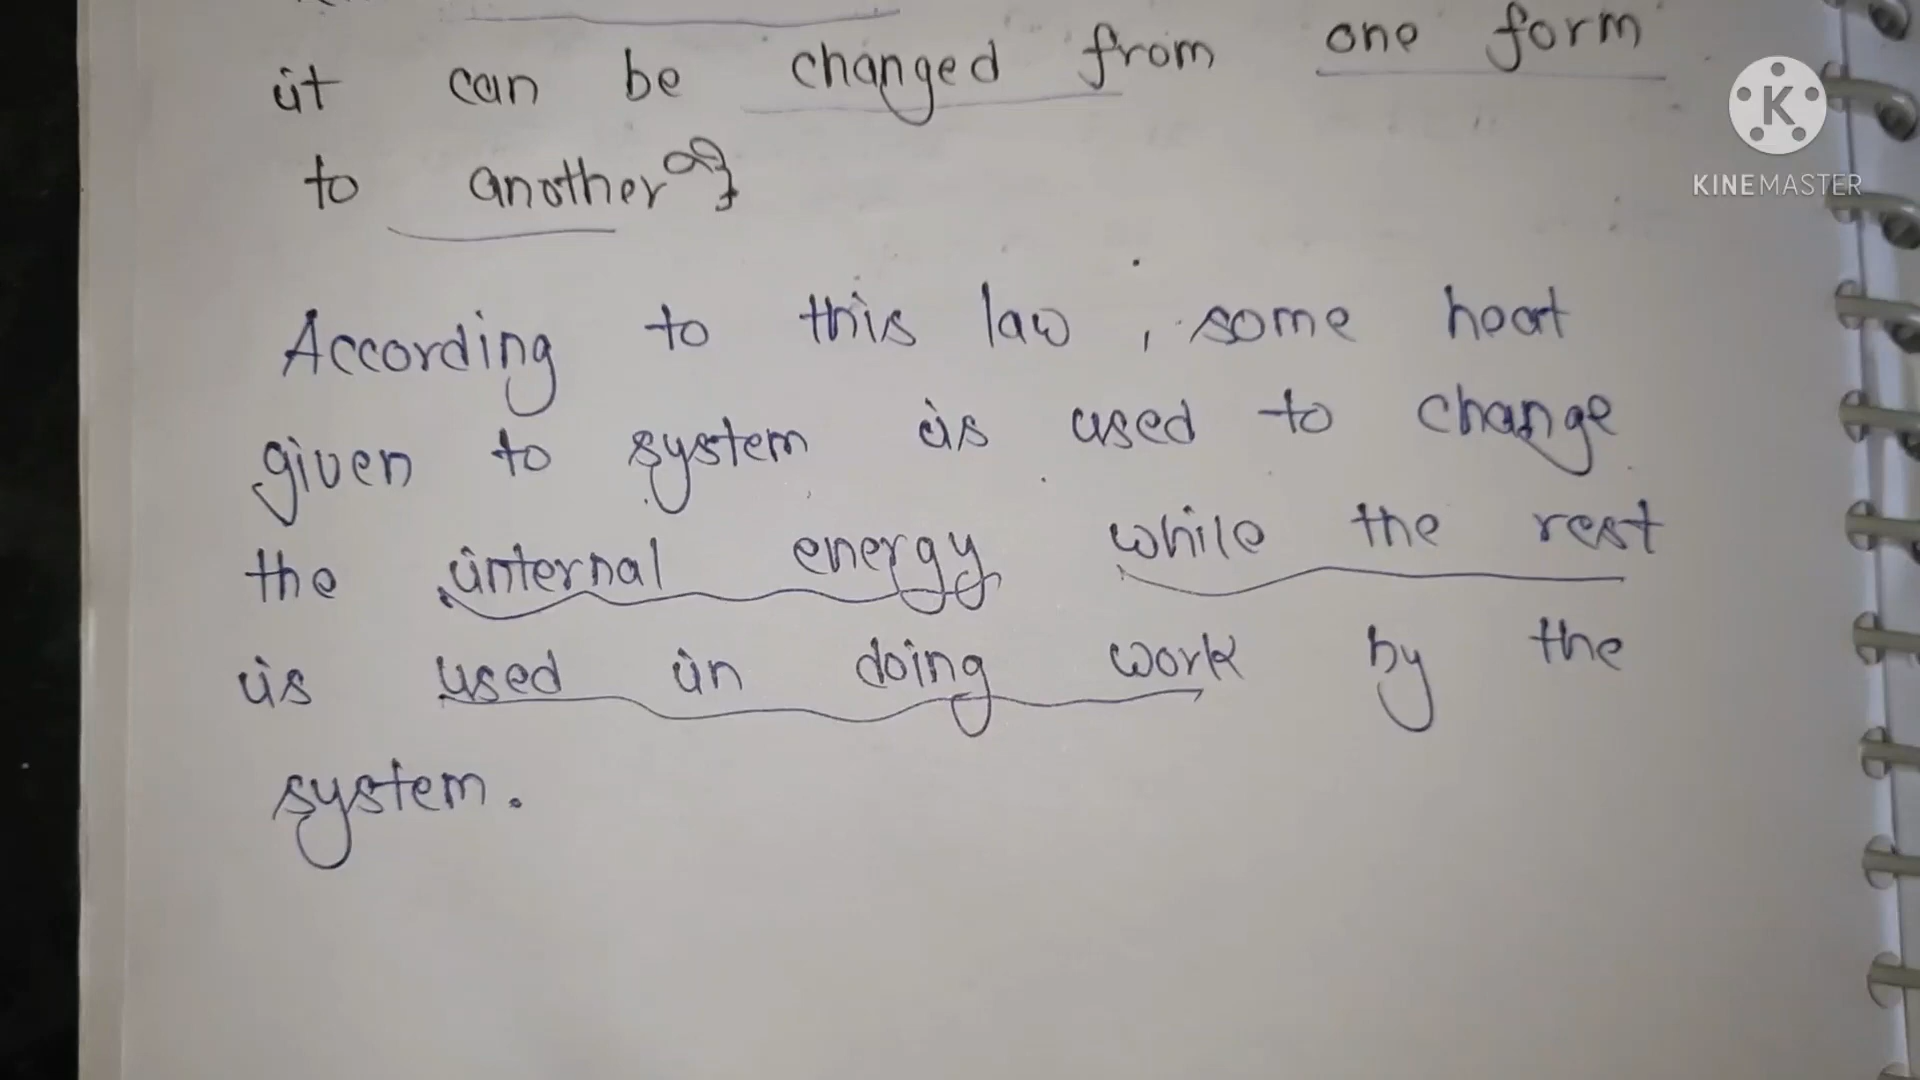 it can be changed from one form
to another"}
According to this law, some heat
given to system is used to change
the internal energy while the rest
is used in doing work by the
system.
K
KINEMASTER